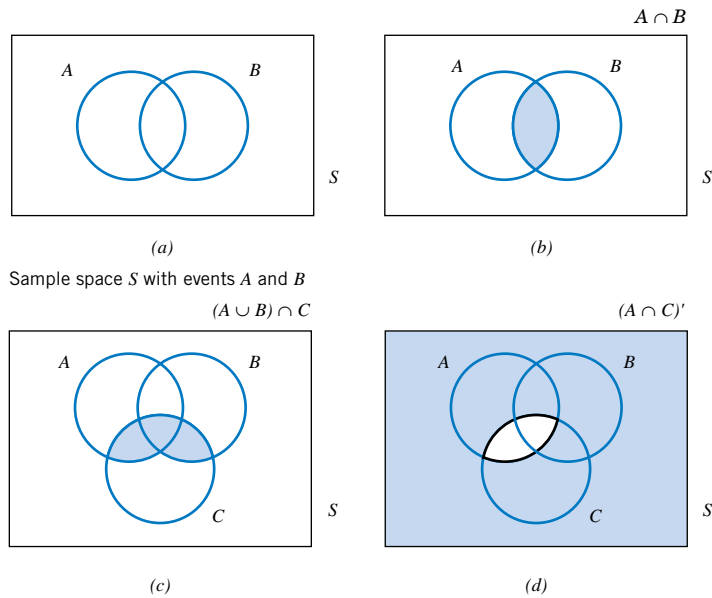 A ∩ B
A B A B
S S
(a) (b)
Sample space S with events A and B
(A ∪ B) ∩ C (A ∩ C)'
A B A B
C S C S
(c) (d)